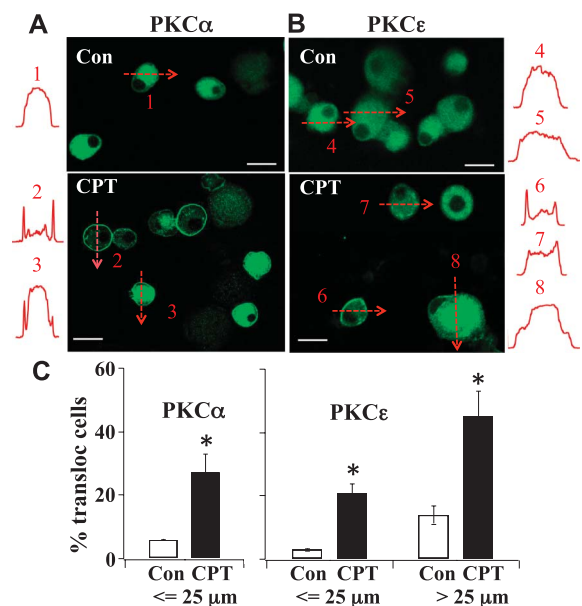 A PKCα B PKCε
Con Con
1
1
4
5
4
5
CPT CPT
2
3
2
3
7
8
6
6
7
8
C
% transloc cells
60
40
20
0
PKCα PKCε
* * *
Con CPT Con CPT Con CPT
<= 25 μm <= 25 μm > 25 μm